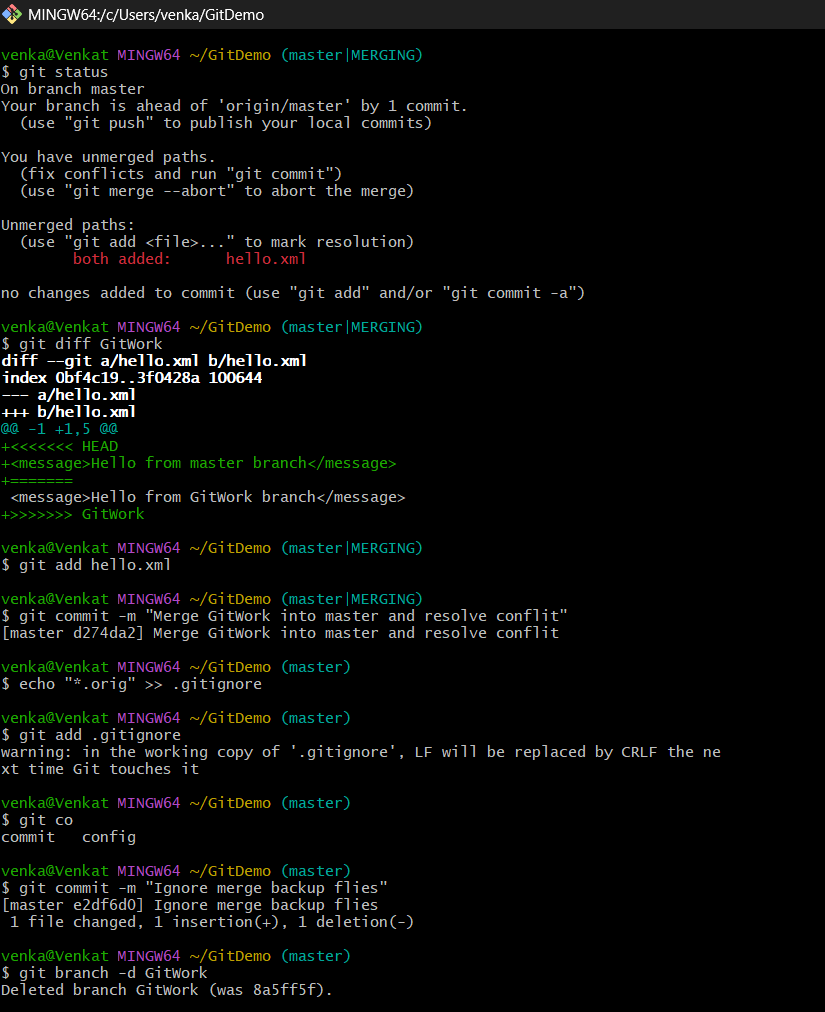 MINGW64:/c/Users/venka/GitDemo
venka@Venkat MINGW64 ~/GitDemo (master|MERGING)
$ git status
On branch master
Your branch is ahead of 'origin/master' by 1 commit.
  (use "git push" to publish your local commits)
You have unmerged paths.
  (fix conflicts and run "git commit")
  (use "git merge --abort" to abort the merge)
Unmerged paths:
  (use "git add <file>..." to mark resolution)
        both added:      hello.xml
no changes added to commit (use "git add" and/or "git commit -a")
venka@Venkat MINGW64 ~/GitDemo (master|MERGING)
$ git diff GitWork
diff --git a/hello.xml b/hello.xml
index 0bf4c19..3f0428a 100644
--- a/hello.xml
+++ b/hello.xml
@@ -1 +1,5 @@
+<<<<<<< HEAD
+<message>Hello from master branch</message>
+=======
 <message>Hello from GitWork branch</message>
+>>>>>>> GitWork
venka@Venkat MINGW64 ~/GitDemo (master|MERGING)
$ git add hello.xml
venka@Venkat MINGW64 ~/GitDemo (master|MERGING)
$ git commit -m "Merge GitWork into master and resolve conflit"
[master d274da2] Merge GitWork into master and resolve conflit
venka@Venkat MINGW64 ~/GitDemo (master)
$ echo "*.orig" >> .gitignore
venka@Venkat MINGW64 ~/GitDemo (master)
$ git add .gitignore
warning: in the working copy of '.gitignore', LF will be replaced by CRLF the ne
xt time Git touches it
venka@Venkat MINGW64 ~/GitDemo (master)
$ git co
commit   config
venka@Venkat MINGW64 ~/GitDemo (master)
$ git commit -m "Ignore merge backup flies"
[master e2df6d0] Ignore merge backup flies
 1 file changed, 1 insertion(+), 1 deletion(-)
venka@Venkat MINGW64 ~/GitDemo (master)
$ git branch -d GitWork
Deleted branch GitWork (was 8a5ff5f).